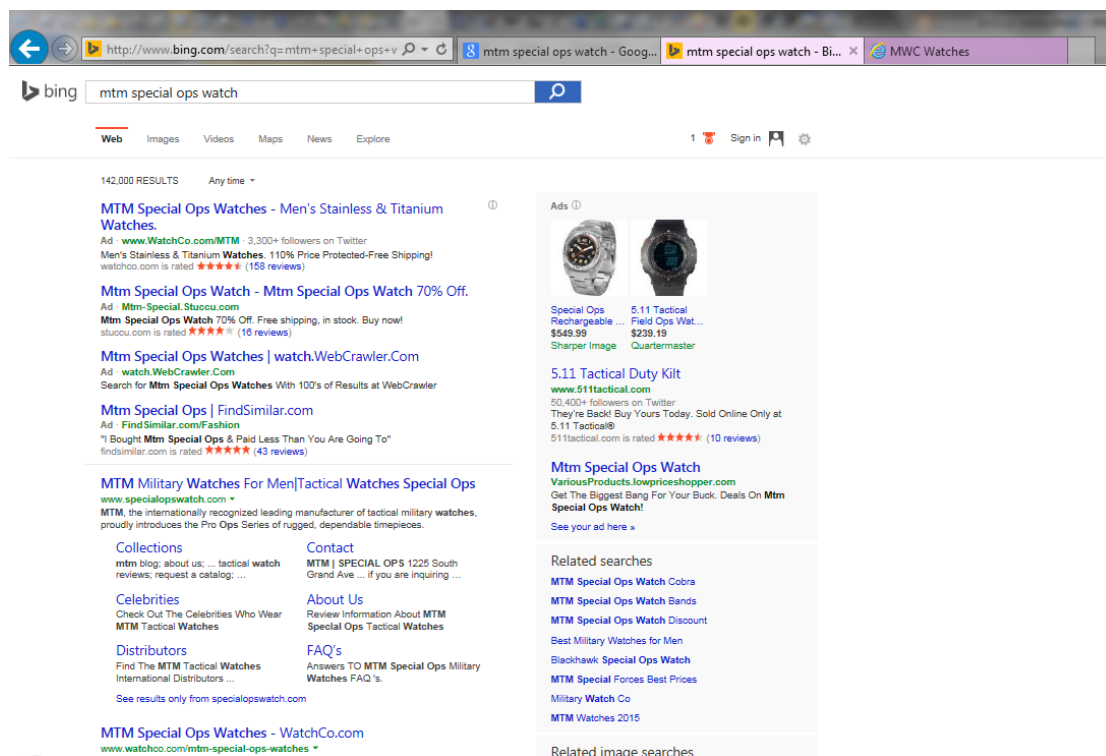 http://www.bing.com/search?q=mtm+special+ops+v
mtm special ops watch - Goog...
mtm special ops watch - Bi...
MWC Watches
bing
mtm special ops watch
Web Images Videos Maps News Explore
1 Sign in
142,000 RESULTS Any time
MTM Special Ops Watches - Men's Stainless & Titanium
Watches.
Ad · www.WatchCo.com/MTM · 3,300+ followers on Twitter
Men's Stainless & Titanium Watches. 110% Price Protected-Free Shipping!
watchco.com is rated ★★★★★ (158 reviews)
Mtm Special Ops Watch - Mtm Special Ops Watch 70% Off.
Ad · Mtm-Special.Stuccu.com
Mtm Special Ops Watch 70% Off. Free shipping, in stock. Buy now!
stuccu.com is rated ★★★★★ (16 reviews)
Mtm Special Ops Watches | watch.WebCrawler.Com
Ad · watch.WebCrawler.Com
Search for Mtm Special Ops Watches With 100's of Results at WebCrawler
Mtm Special Ops | FindSimilar.com
Ad · FindSimilar.com/Fashion
"I Bought Mtm Special Ops & Paid Less Than You Are Going To"
findsimilar.com is rated ★★★★★ (43 reviews)
MTM Military Watches For Men|Tactical Watches Special Ops
www.specialopswatch.com
MTM, the internationally recognized leading manufacturer of tactical military watches,
proudly introduces the Pro Ops Series of rugged, dependable timepieces.
Collections
mtm blog; about us; ... tactical watch
reviews; request a catalog; ...
Contact
MTM | SPECIAL OPS 1225 South
Grand Ave ... if you are inquiring ...
Celebrities
Check Out The Celebrities Who Wear
MTM Tactical Watches
About Us
Review Information About MTM
Special Ops Tactical Watches
Distributors
Find The MTM Tactical Watches
International Distributors ...
FAQ's
Answers TO MTM Special Ops Military
Watches FAQ 's.
See results only from specialopswatch.com
MTM Special Ops Watches - WatchCo.com
www.watchco.com/mtm-special-ops-watches
Ads
Special Ops
Rechargeable ...
$549.99
Sharper Image
5.11 Tactical
Field Ops Wat...
$239.19
Quartermaster
5.11 Tactical Duty Kilt
www.511tactical.com
50,400+ followers on Twitter
They're Back! Buy Yours Today. Sold Online Only at
5.11 Tactical®
511tactical.com is rated ★★★★★ (10 reviews)
Mtm Special Ops Watch
VariousProducts.lowpriceshopper.com
Get The Biggest Bang For Your Buck. Deals On Mtm
Special Ops Watch!
See your ad here »
Related searches
MTM Special Ops Watch Cobra
MTM Special Ops Watch Bands
MTM Special Ops Watch Discount
Best Military Watches for Men
Blackhawk Special Ops Watch
MTM Special Forces Best Prices
Military Watch Co
MTM Watches 2015
Related image searches